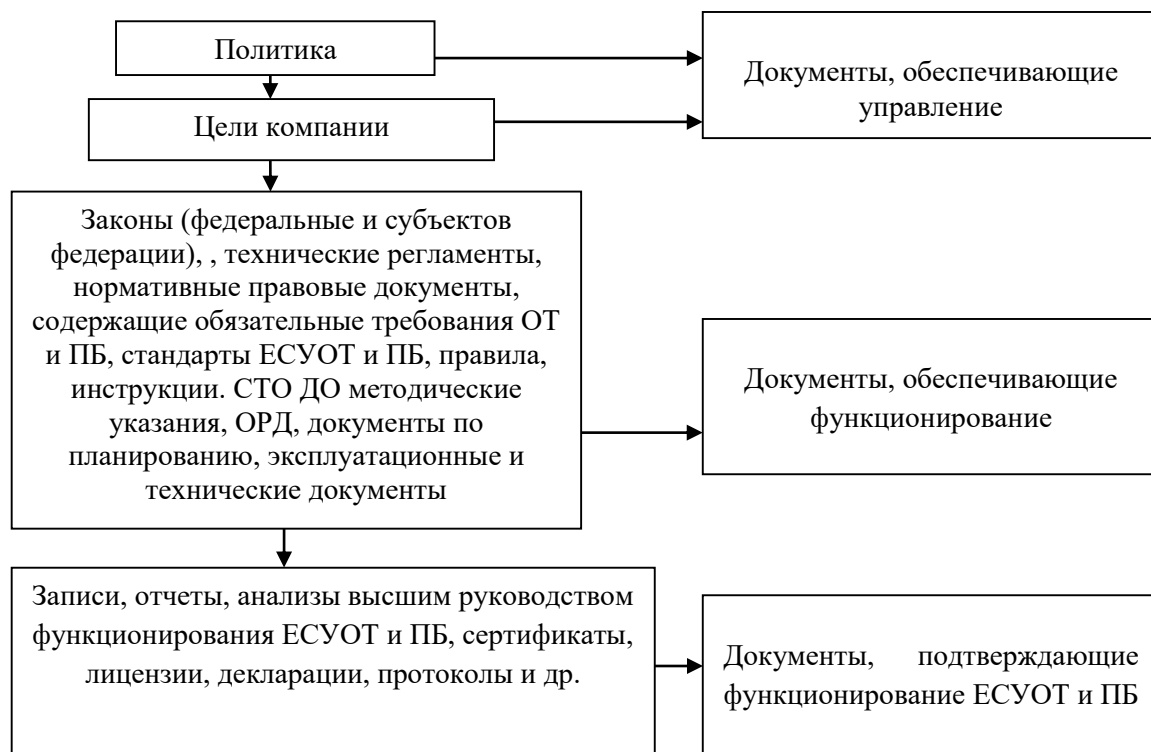 Политика
Документы, обеспечивающие
управление
Цели компании
Законы (федеральные и субъектов
федерации), , технические регламенты,
нормативные правовые документы,
содержащие обязательные требования ОТ
и ПБ, стандарты ЕСУОТ и ПБ, правила,
инструкции. СТО ДО методические
указания, ОРД, документы по
планированию, эксплуатационные и
технические документы
Документы, обеспечивающие
функционирование
Записи, отчеты, анализы высшим руководством
функционирования ЕСУОТ и ПБ, сертификаты,
лицензии, декларации, протоколы и др.
Документы, подтверждающие
функционирование ЕСУОТ и ПБ